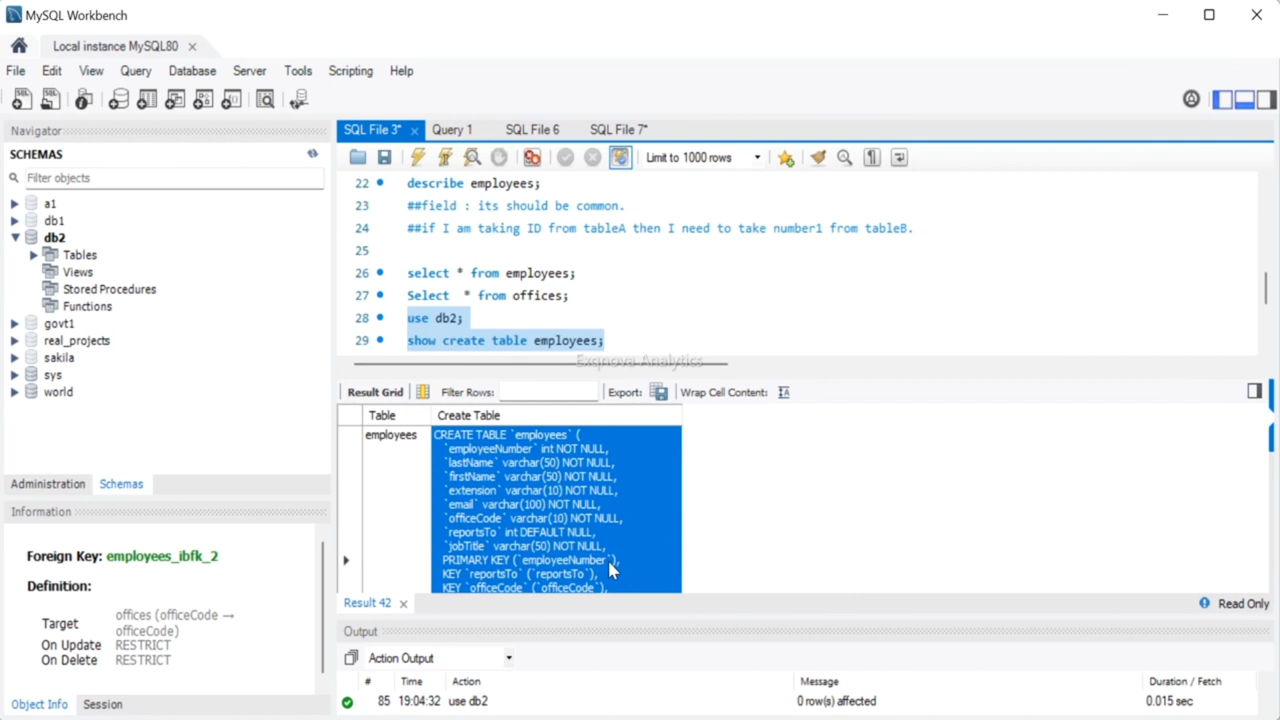 MySQL Workbench
Local instance MySQL80
File Edit View Query Database Server Tools Scripting Help
Navigator
SCHEMAS
Filter objects
a1
db1
db2
Tables
Views
Stored Procedures
Functions
govt1
real_projects
sakila
sys
world
Administration Schemas
Information
Foreign Key: employees_ibfk_2
Definition:
Target offices (officeCode → officeCode)
On Update RESTRICT
On Delete RESTRICT
Object Info Session
SQL File 3* Query 1 SQL File 6 SQL File 7*
Limit to 1000 rows
22 describe employees;
23 ##field : its should be common.
24 ##if I am taking ID from tableA then I need to take number1 from tableB.
25
26 select * from employees;
27 Select * from offices;
28 use db2;
29 show create table employees;
Exqnova Analytics
Result Grid Filter Rows: Export: Wrap Cell Content:
Table Create Table
employees CREATE TABLE `employees` (
`employeeNumber` int NOT NULL,
`lastName` varchar(50) NOT NULL,
`firstName` varchar(50) NOT NULL,
`extension` varchar(10) NOT NULL,
`email` varchar(100) NOT NULL,
`officeCode` varchar(10) NOT NULL,
`reportsTo` int DEFAULT NULL,
`jobTitle` varchar(50) NOT NULL,
PRIMARY KEY (`employeeNumber`),
KEY `reportsTo` (`reportsTo`),
KEY `officeCode` (`officeCode`),
Result 42 Read Only
Output
Action Output
# Time Action Message Duration / Fetch
85 19:04:32 use db2 0 row(s) affected 0.015 sec